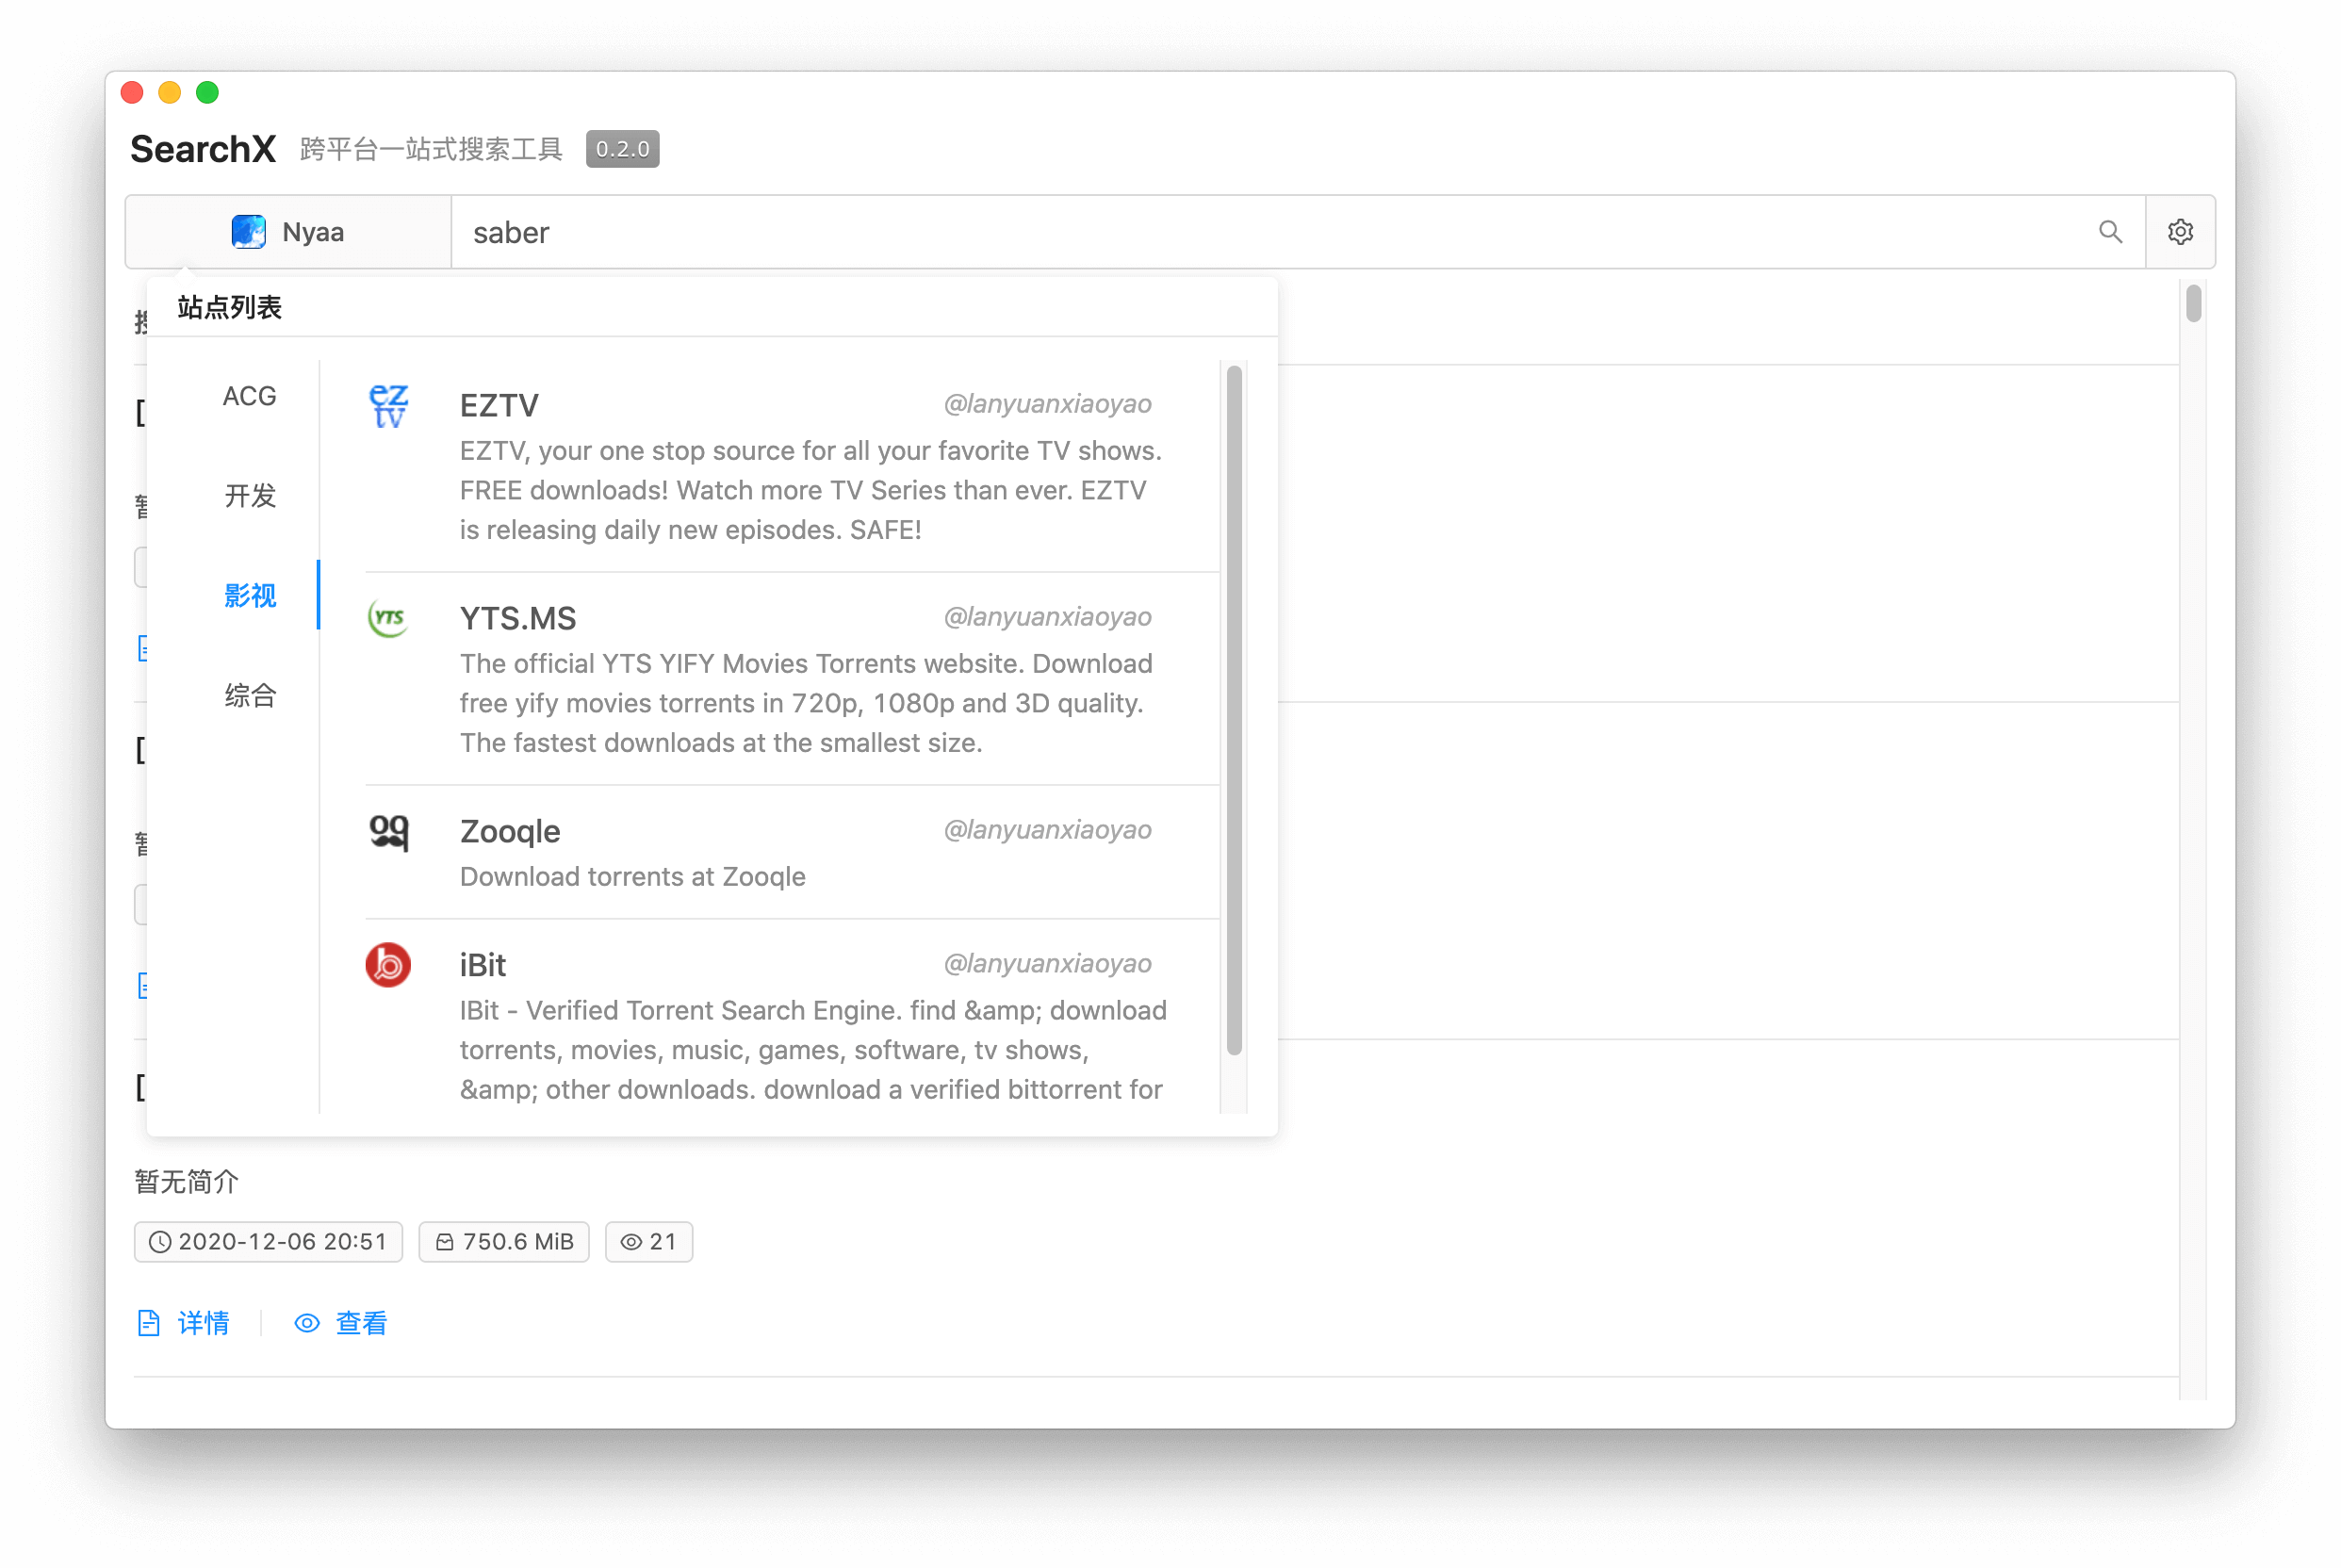 SearchX 跨平台一站式搜索工具 0.2.0
Nyaa saber
站点列表
ACG
开发
影视
综合
EZTV @lanyuanxiaoyao
EZTV, your one stop source for all your favorite TV shows.
FREE downloads! Watch more TV Series than ever. EZTV
is releasing daily new episodes. SAFE!
YTS.MS @lanyuanxiaoyao
The official YTS YIFY Movies Torrents website. Download
free yify movies torrents in 720p, 1080p and 3D quality.
The fastest downloads at the smallest size.
Zooqle @lanyuanxiaoyao
Download torrents at Zooqle
iBit @lanyuanxiaoyao
IBit - Verified Torrent Search Engine. find &amp; download
torrents, movies, music, games, software, tv shows,
&amp; other downloads. download a verified bittorrent for
暂无简介
2020-12-06 20:51 750.6 MiB 21
详情 查看